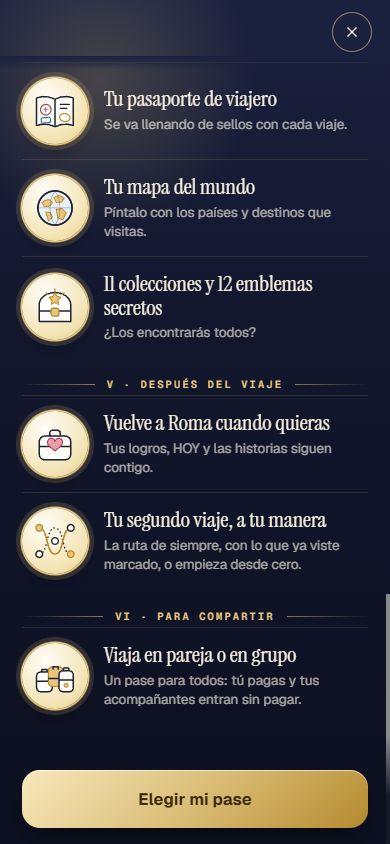 Tu pasaporte de viajero
Se va llenando de sellos con cada viaje.
Tu mapa del mundo
Píntalo con los países y destinos que
visitas.
11 colecciones y 12 emblemas
secretos
¿Los encontrarás todos?
V · DESPUÉS DEL VIAJE
Vuelve a Roma cuando quieras
Tus logros, HOY y las historias siguen
contigo.
Tu segundo viaje, a tu manera
La ruta de siempre, con lo que ya viste
marcado, o empieza desde cero.
VI · PARA COMPARTIR
Viaja en pareja o en grupo
Un pase para todos: tú pagas y tus
acompañantes entran sin pagar.
Elegir mi pase